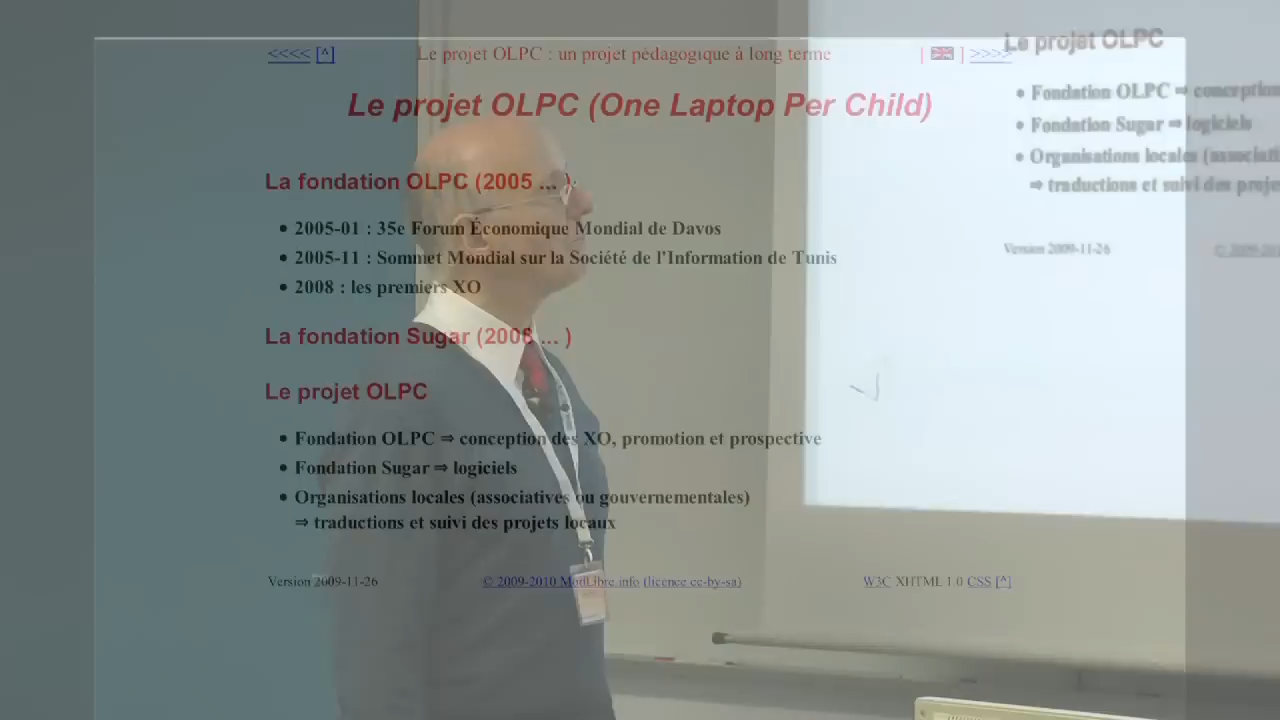 <<<< [^] Le projet OLPC : un projet pédagogique à long terme [ ] >>>>
Le projet OLPC (One Laptop Per Child)
La fondation OLPC (2005 ... )
• 2005-01 : 35e Forum Économique Mondial de Davos
• 2005-11 : Sommet Mondial sur la Société de l'Information de Tunis
• 2008 : les premiers XO
La fondation Sugar (2008 ... )
Le projet OLPC
• Fondation OLPC ⇒ conception des XO, promotion et prospective
• Fondation Sugar ⇒ logiciels
• Organisations locales (associatives ou gouvernementales)
⇒ traductions et suivi des projets locaux
Version 2009-11-26 © 2009-2010 ModLibre.info (licence cc-by-sa) W3C XHTML 1.0 CSS [^]
Le projet OLPC
• Fondation OLPC ⇒ conception
• Fondation Sugar ⇒ logiciels
• Organisations locales (associati
⇒ traductions et suivi des proje
Version 2009-11-26